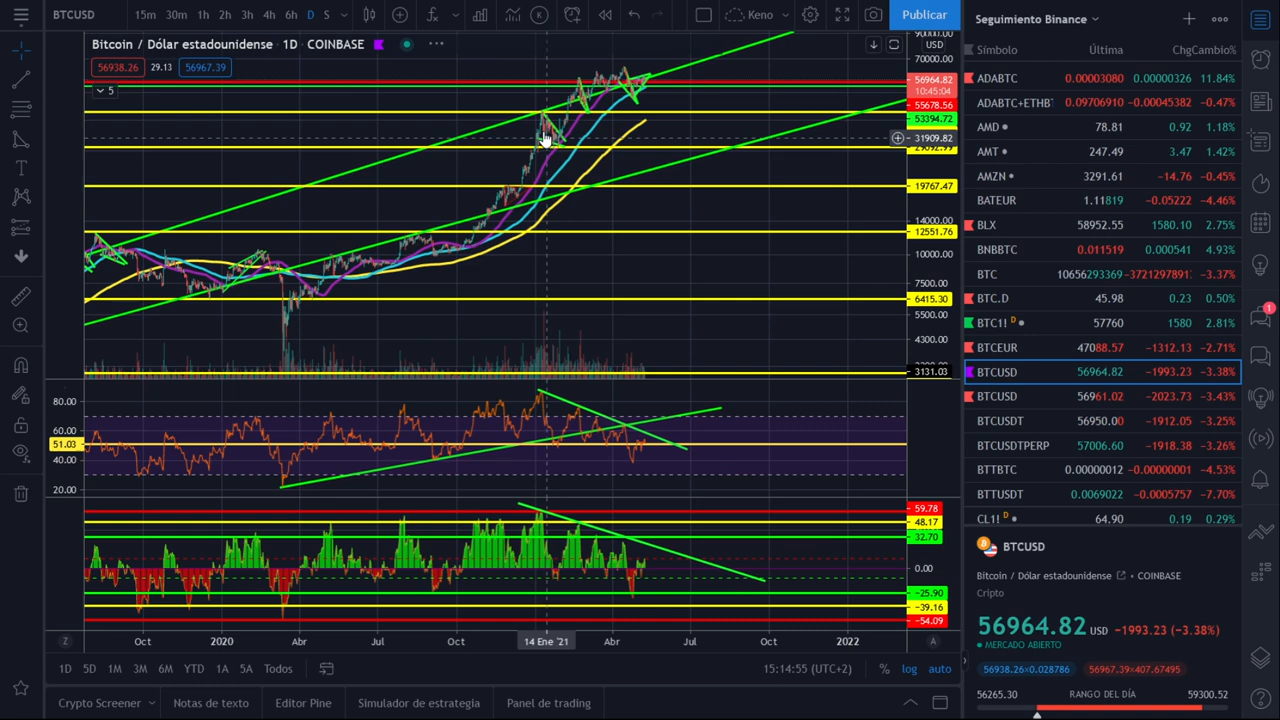 BTCUSD 15m 30m 1h 2h 3h 4h 6h D S Keno Publicar
Bitcoin / Dólar estadounidense · 1D · COINBASE
56938.26 29.13 56967.39
5
90000.00
USD
70000.00
56964.82
10:45:04
55678.56
53394.72
31909.82
19767.47
14000.00
12551.76
10000.00
7500.00
6415.30
5500.00
4300.00
3131.03
80.00
60.00
51.03
40.00
20.00
59.78
48.17
32.70
0.00
−25.90
−39.16
−54.09
Z Oct 2020 Abr Jul Oct 14 Ene '21 Abr Jul Oct 2022 A
1D 5D 1M 3M 6M YTD 1A 5A Todos 15:14:55 (UTC+2) % log auto
Crypto Screener Notas de texto Editor Pine Simulador de estrategia Panel de trading
Seguimiento Binance
Símbolo Última Chg Cambio%
ADABTC 0.00003080 0.00000326 11.84%
ADABTC+ETHB 0.09706910 −0.00045382 −0.47%
AMD 78.81 0.92 1.18%
AMT 247.49 3.47 1.42%
AMZN 3291.61 −14.76 −0.45%
BATEUR 1.11819 −0.05222 −4.46%
BLX 58952.55 1580.10 2.75%
BNBBTC 0.011519 0.000541 4.93%
BTC 10656293369 −3721297891 −3.37%
BTC.D 45.98 0.23 0.50%
BTC1! D 57760 1580 2.81%
BTCEUR 47088.57 −1312.13 −2.71%
BTCUSD 56964.82 −1993.23 −3.38%
BTCUSD 56961.02 −2023.73 −3.43%
BTCUSDT 56950.00 −1912.05 −3.25%
BTCUSDTPERP 57006.60 −1918.38 −3.26%
BTTBTC 0.00000012 −0.00000001 −4.53%
BTTUSDT 0.0069022 −0.0005757 −7.70%
CL1! D 64.90 0.19 0.29%
BTCUSD
Bitcoin / Dólar estadounidense · COINBASE
Cripto
56964.82 USD −1993.23 (−3.38%)
MERCADO ABIERTO
56938.26×0.028786 56967.39×407.67495
56265.30 RANGO DEL DÍA 59300.52
1